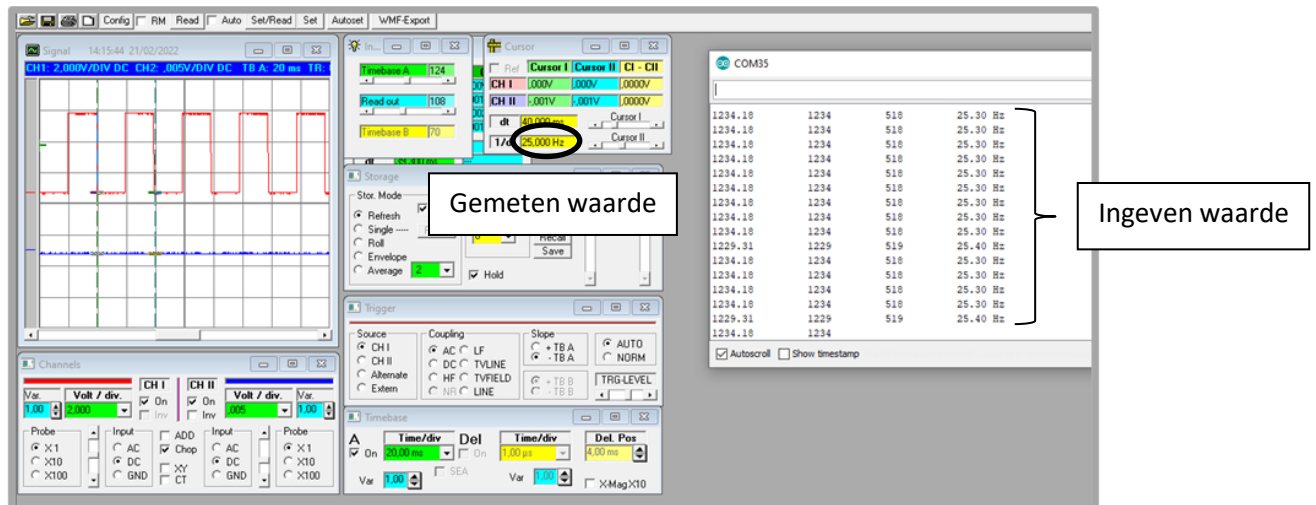 Config RM Read Auto Set/Read Set Autoset WMF-Export
Signal 14:15:44 21/02/2022
CH1: 2,000V/DIV DC CH2: ,005V/DIV DC TB A: 20 ms TR:
In...
Timebase A 124
Read out 108
Timebase B 70
Cursor
Ref Cursor I Cursor II CI - CII
CH I ,000V ,000V ,0000V
CH II -,001V -,001V ,0000V
dt 40,000 ms Cursor I
1/d 25,000 Hz Cursor II
Storage
Stor. Mode
Refresh
Single -----
Roll
Envelope
Average 2
Recall
Save
Hold
Gemeten waarde
Trigger
Source Coupling Slope
CH I AC LF + TB A AUTO
CH II DC TVLINE - TB A NORM
Alternate HF TVFIELD + TB B TRG-LEVEL
Extern NR LINE - TB B
Channels
CH I CH II
Var. Volt / div. On On Volt / div. Var.
1,00 2,000 Inv Inv ,005 1,00
Probe Input ADD Input Probe
X1 AC Chop AC X1
X10 DC XY DC X10
X100 GND CT GND X100
Timebase
A Time/div Del Time/div Del. Pos
On 20,00 ms On 1,00 µs 4,00 ms
Var 1,00 SEA Var 1,00 X-Mag X10
COM35
1234.18 1234 518 25.30 Hz
1234.18 1234 518 25.30 Hz
1234.18 1234 518 25.30 Hz
1234.18 1234 518 25.30 Hz
1234.18 1234 518 25.30 Hz
1234.18 1234 518 25.30 Hz
1234.18 1234 518 25.30 Hz
1234.18 1234 518 25.30 Hz
1234.18 1234 518 25.30 Hz
1229.31 1229 519 25.40 Hz
1234.18 1234 518 25.30 Hz
1234.18 1234 518 25.30 Hz
1234.18 1234 518 25.30 Hz
1234.18 1234 518 25.30 Hz
1229.31 1229 519 25.40 Hz
1234.18 1234
Autoscroll Show timestamp
Ingeven waarde